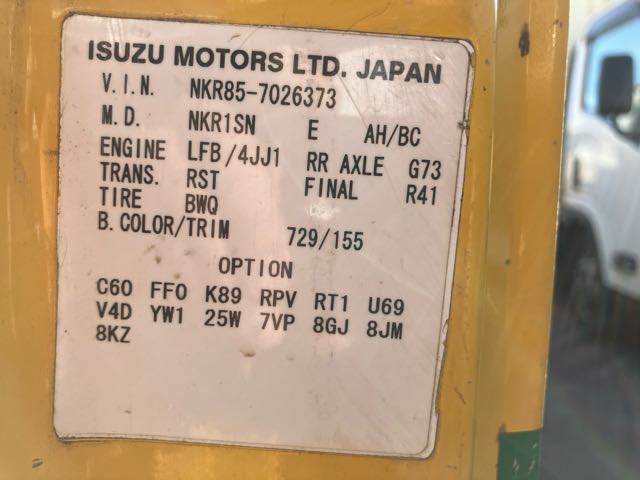 ISUZU MOTORS LTD. JAPAN
V.I.N. NKR85-7026373
M.D. NKR1SN E AH/BC
ENGINE LFB/4JJ1 RR AXLE G73
TRANS. RST FINAL R41
TIRE BWQ
B.COLOR/TRIM 729/155
OPTION
C60 FF0 K89 RPV RT1 U69
V4D YW1 25W 7VP 8GJ 8JM
8KZ